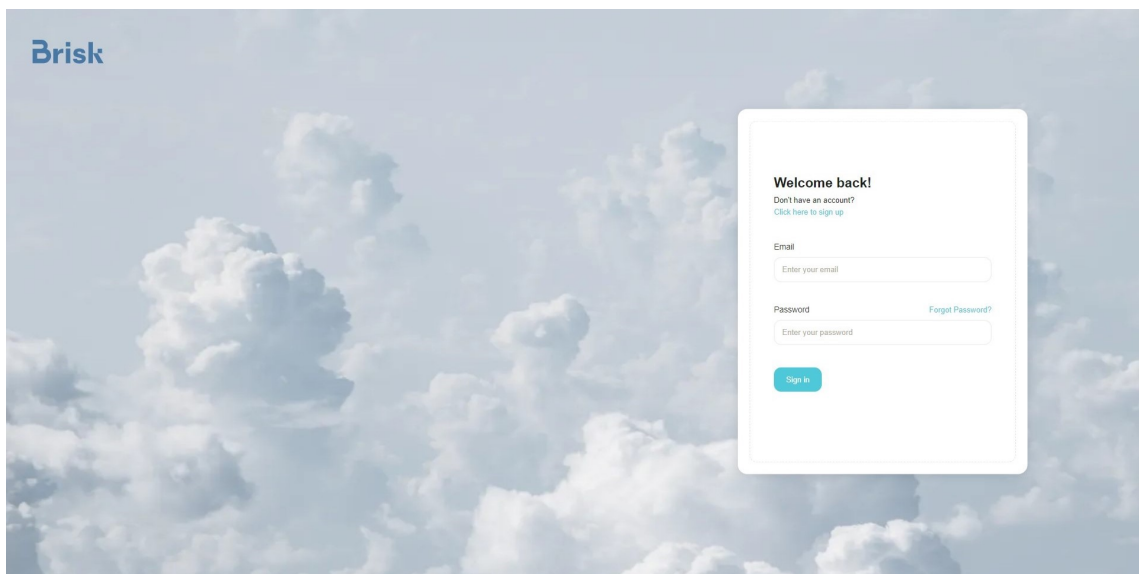 Brisk
Welcome back!
Don't have an account?
Click here to sign up
Email
Enter your email
Password
Forgot Password?
Enter your password
Sign in